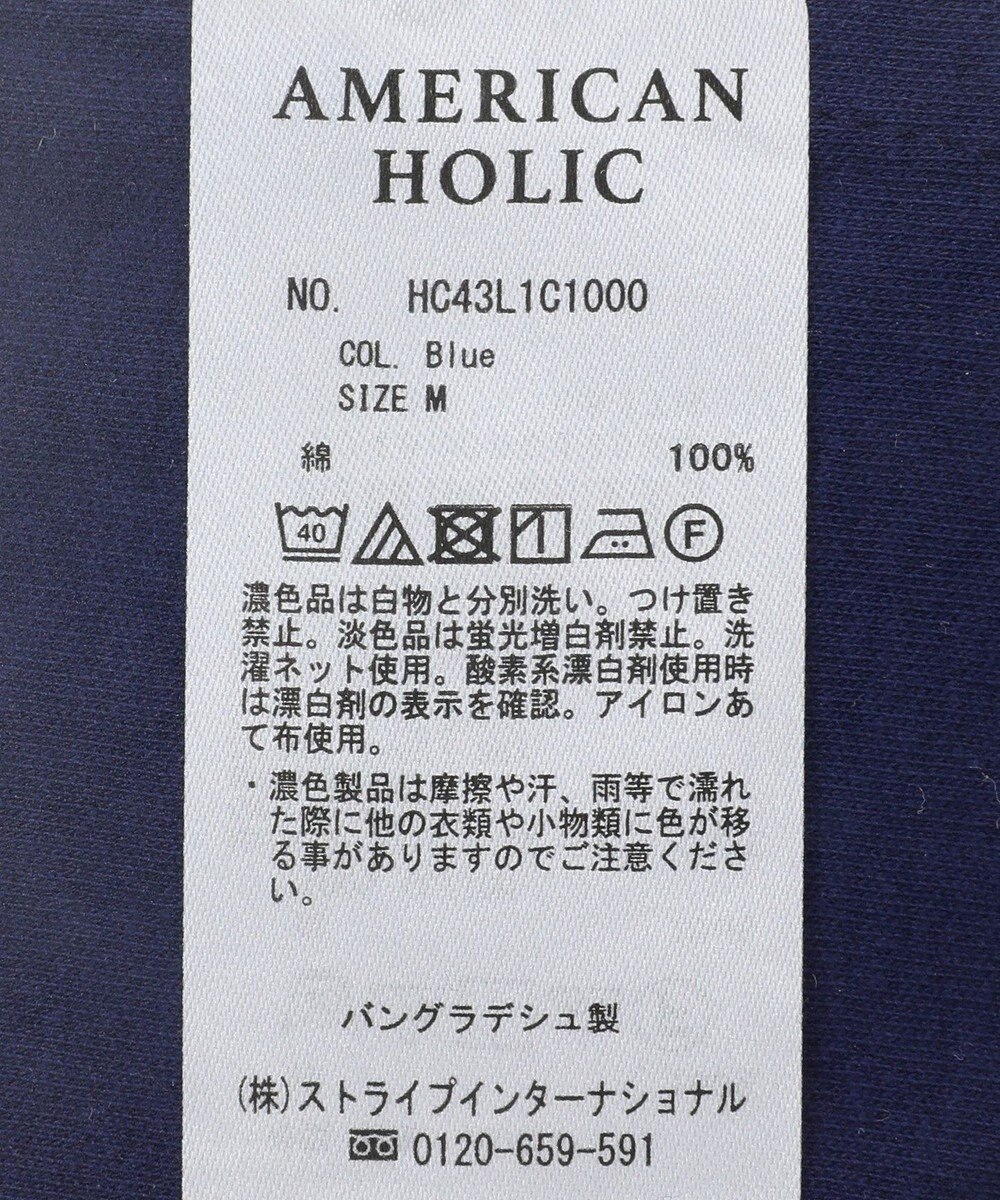 AMERICAN
HOLIC
NO. HC43L1C1000
COL. Blue
SIZE M
綿 100%
40 F
濃色品は白物と分別洗い。つけ置き
禁止。淡色品は蛍光増白剤禁止。洗
濯ネット使用。酸素系漂白剤使用時
は漂白剤の表示を確認。アイロンあ
て布使用。
・濃色製品は摩擦や汗、雨等で濡れ
た際に他の衣類や小物類に色が移
る事がありますのでご注意くださ
い。
バングラデシュ製
(株)ストライプインターナショナル
0120-659-591